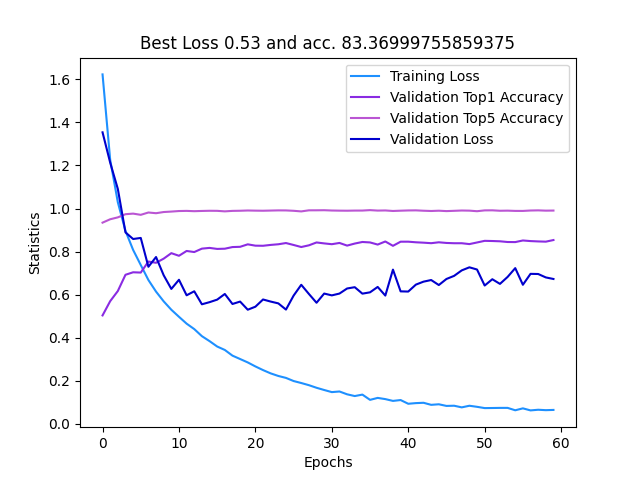 Best Loss 0.53 and acc. 83.36999755859375
Training Loss
Validation Top1 Accuracy
Validation Top5 Accuracy
Validation Loss
Statistics
1.6
1.4
1.2
1.0
0.8
0.6
0.4
0.2
0.0
0 10 20 30 40 50 60
Epochs